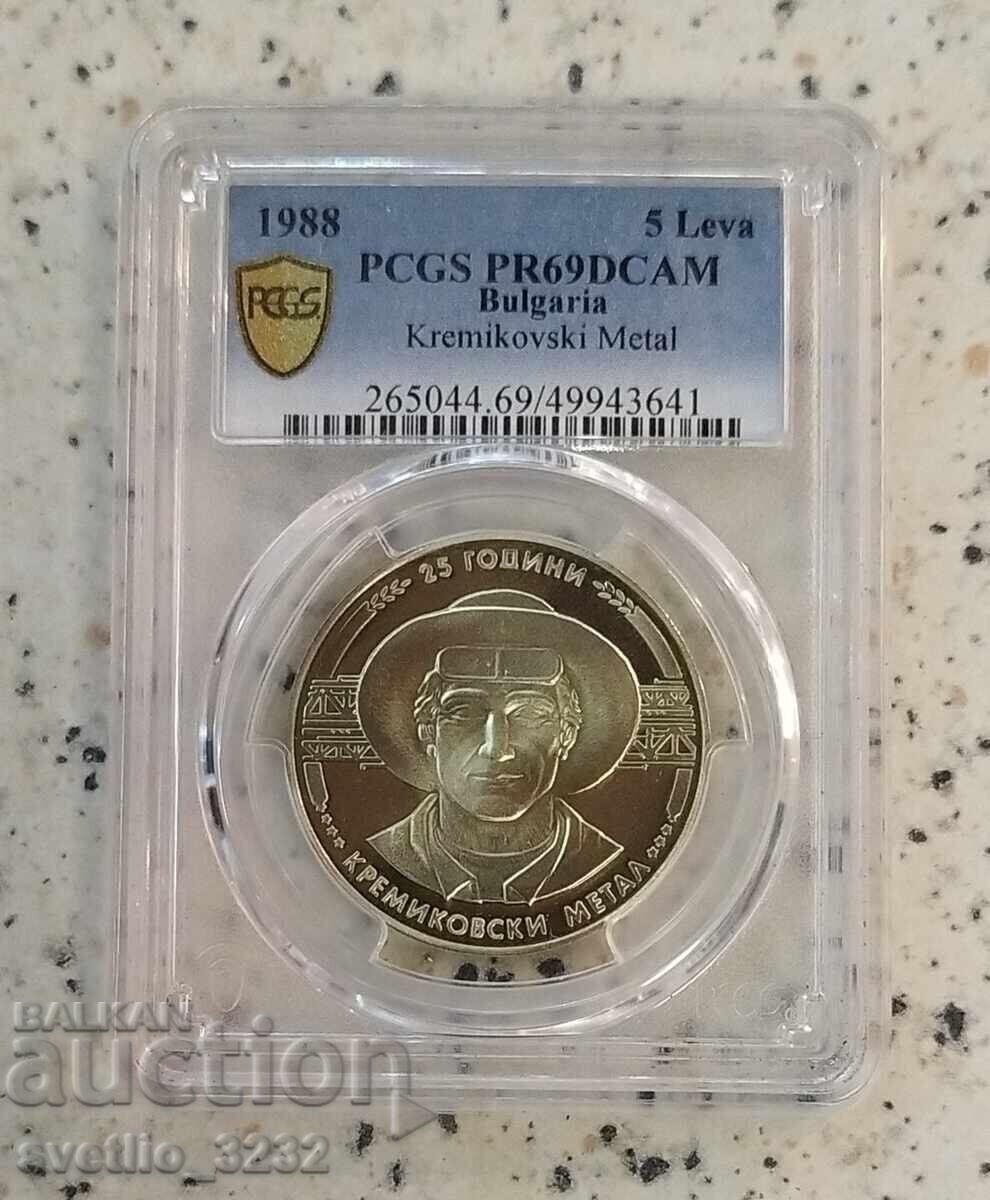 1988 5 Leva
PCGS PR69DCAM
PCGS
Bulgaria
Kremikovski Metal
265044.69/49943641
25 ГОДИНИ
КРЕМИКОВСКИ МЕТАЛ
BALKAN
auction
svetlio_3232